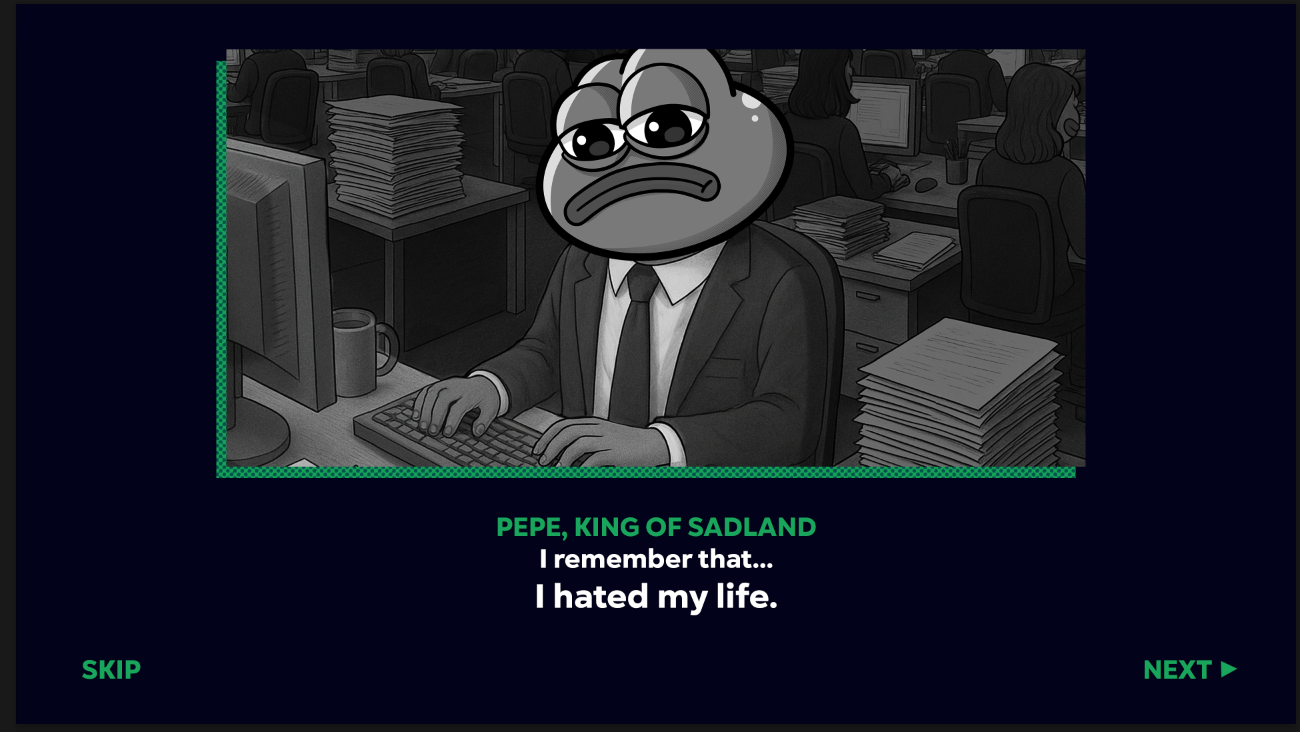 PEPE, KING OF SADLAND
I remember that...
I hated my life.
SKIP
NEXT ►